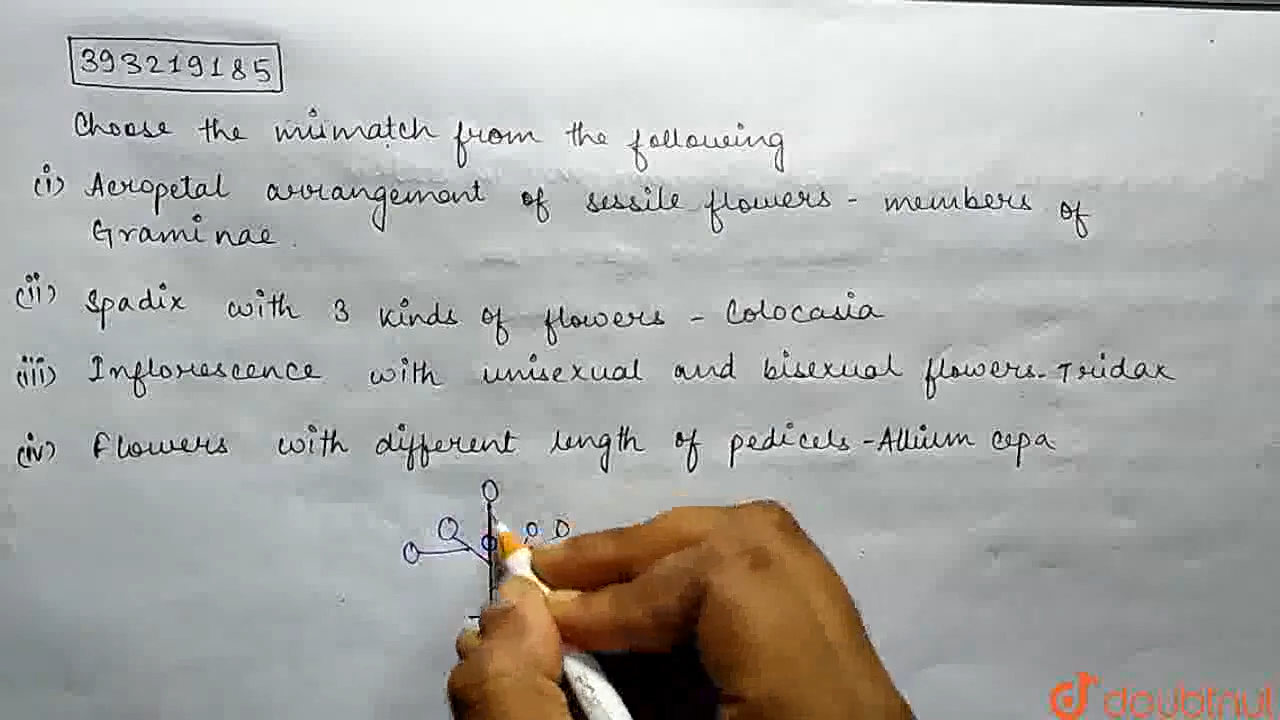 393219185
Choose the mismatch from the following
(i) Acropetal arrangement of sessile flowers - members of
Graminae.
(ii) Spadix with 3 kinds of flowers - Colocasia
(iii) Inflorescence with unisexual and bisexual flowers - Tridax
(iv) Flowers with different length of pedicels - Allium cepa
doubtnut